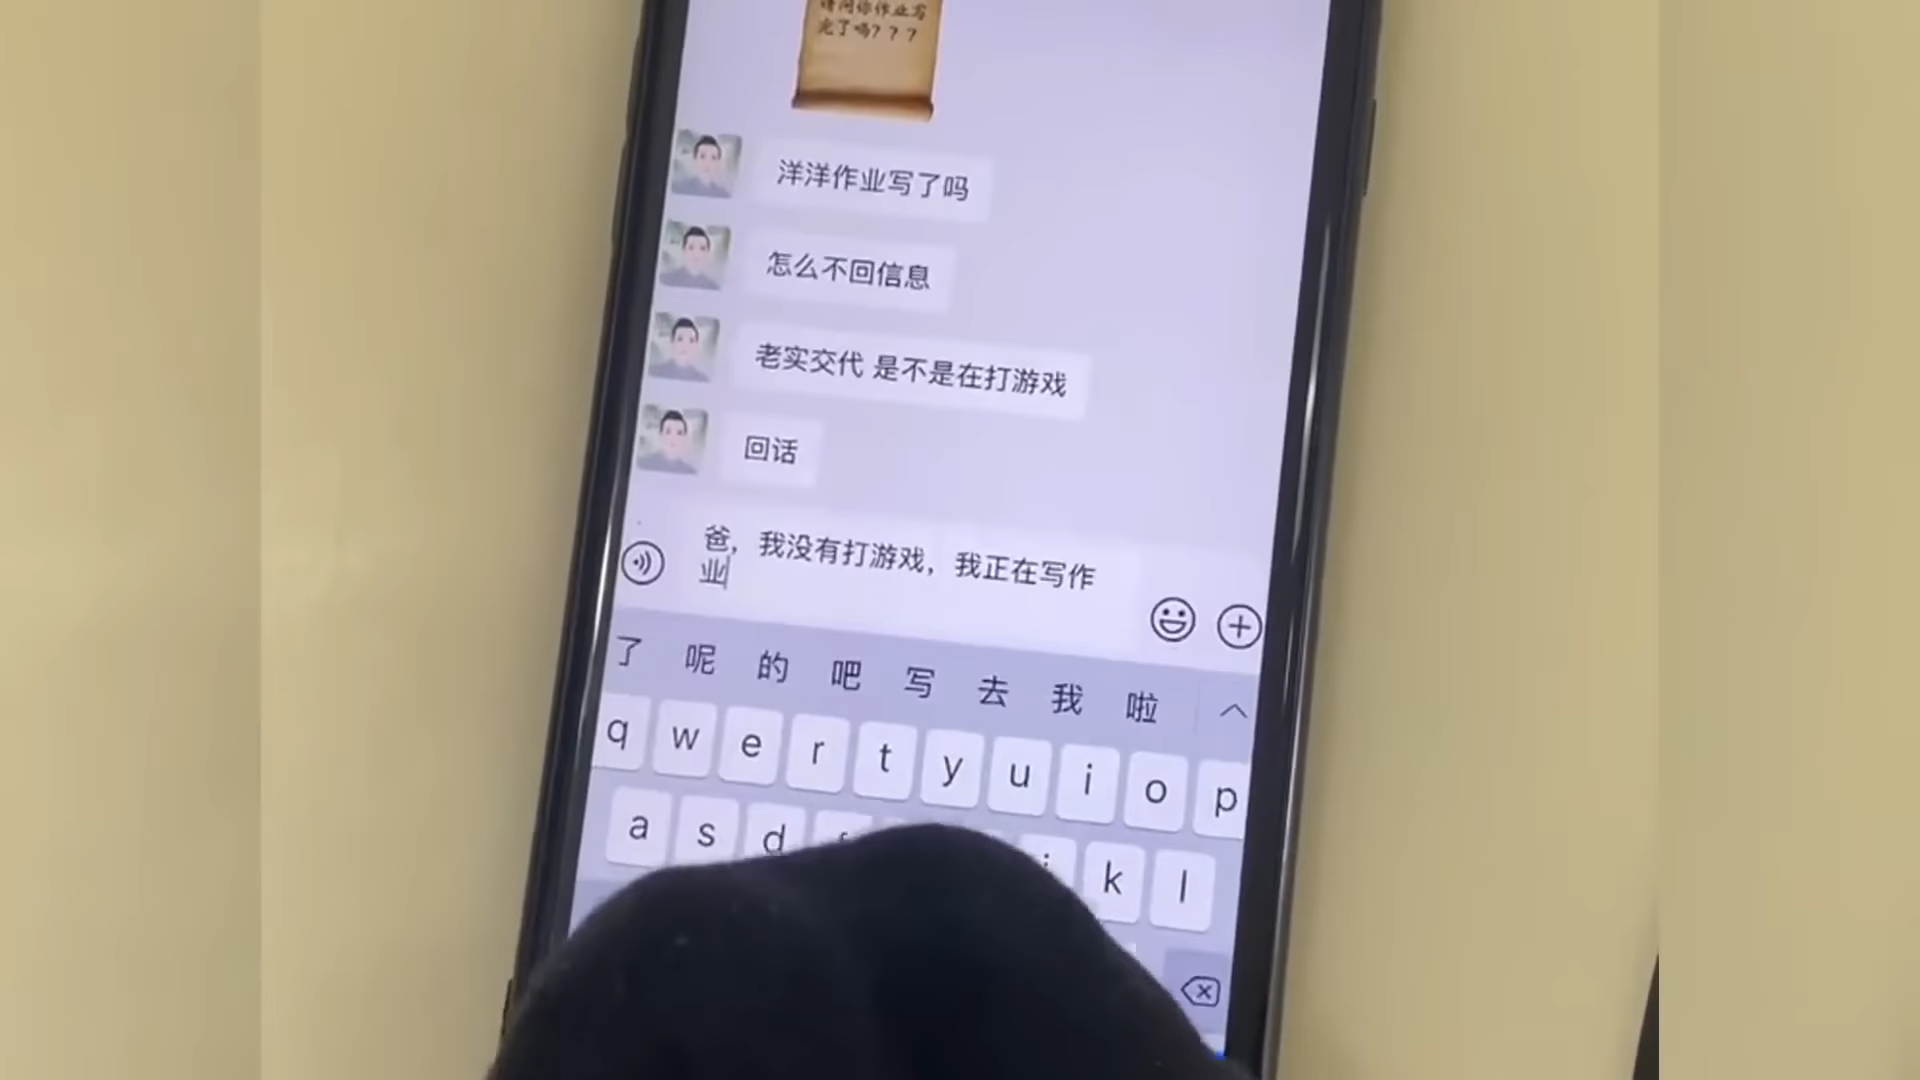 请问你作业写
完了吗？？？
洋洋作业写了吗
怎么不回信息
老实交代 是不是在打游戏
回话
爸，我没有打游戏，我正在写作
业
了 呢 的 吧 写 去 我 啦
q w e r t y u i o p
a s d k l